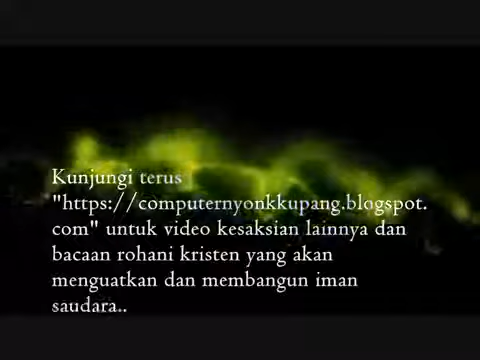 Kunjungi terus
"https://computernyonkkupang.blogspot.
com" untuk video kesaksian lainnya dan
bacaan rohani kristen yang akan
menguatkan dan membangun iman
saudara..